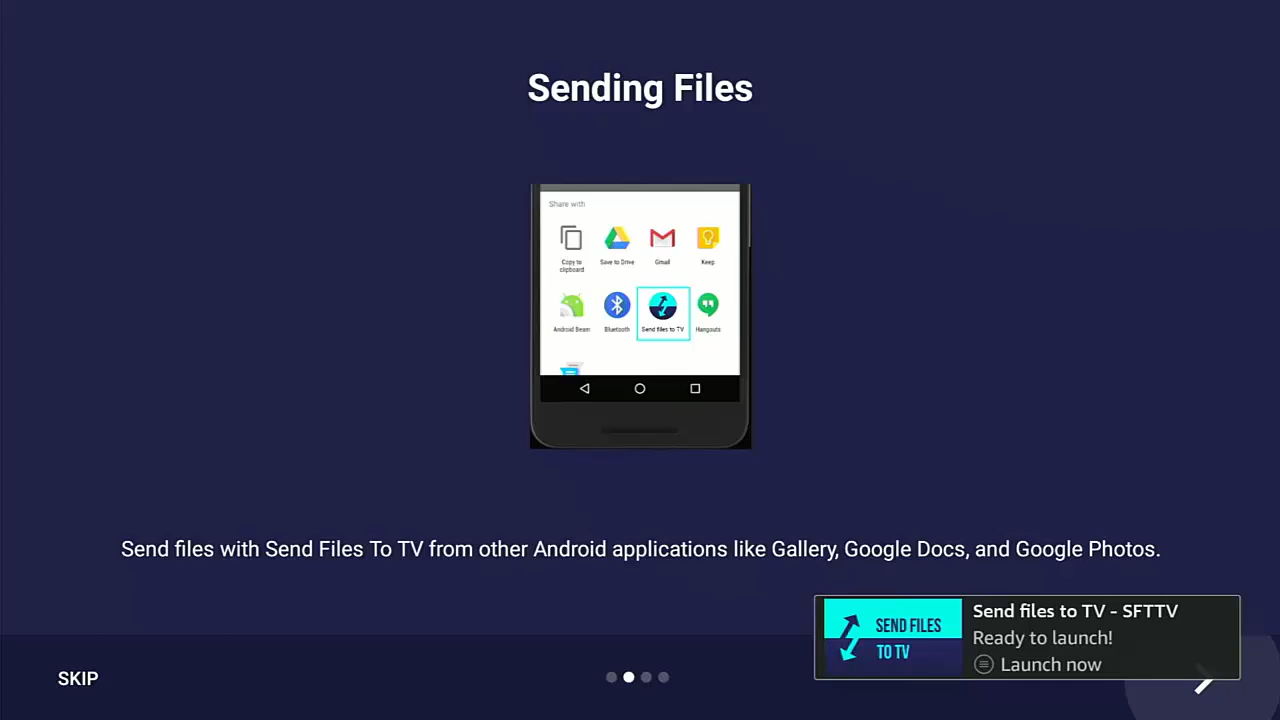 Sending Files
Share with
Copy to
clipboard
Save to Drive
Gmail
Keep
Android Beam
Bluetooth
Send files to TV
Hangouts
Send files with Send Files To TV from other Android applications like Gallery, Google Docs, and Google Photos.
SEND FILES
TO TV
Send files to TV - SFTTV
Ready to launch!
Launch now
SKIP